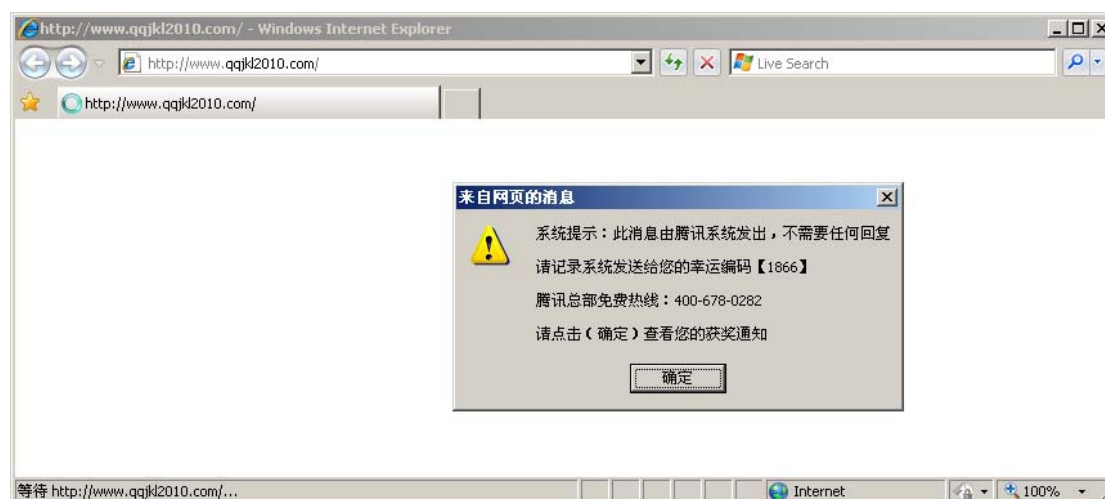 http://www.qqjkl2010.com/ - Windows Internet Explorer
http://www.qqjkl2010.com/
Live Search
http://www.qqjkl2010.com/
来自网页的消息
系统提示：此消息由腾讯系统发出，不需要任何回复
请记录系统发送给您的幸运编码【1866】
腾讯总部免费热线：400-678-0282
请点击（确定）查看您的获奖通知
确定
等待 http://www.qqjkl2010.com/...
Internet
100%